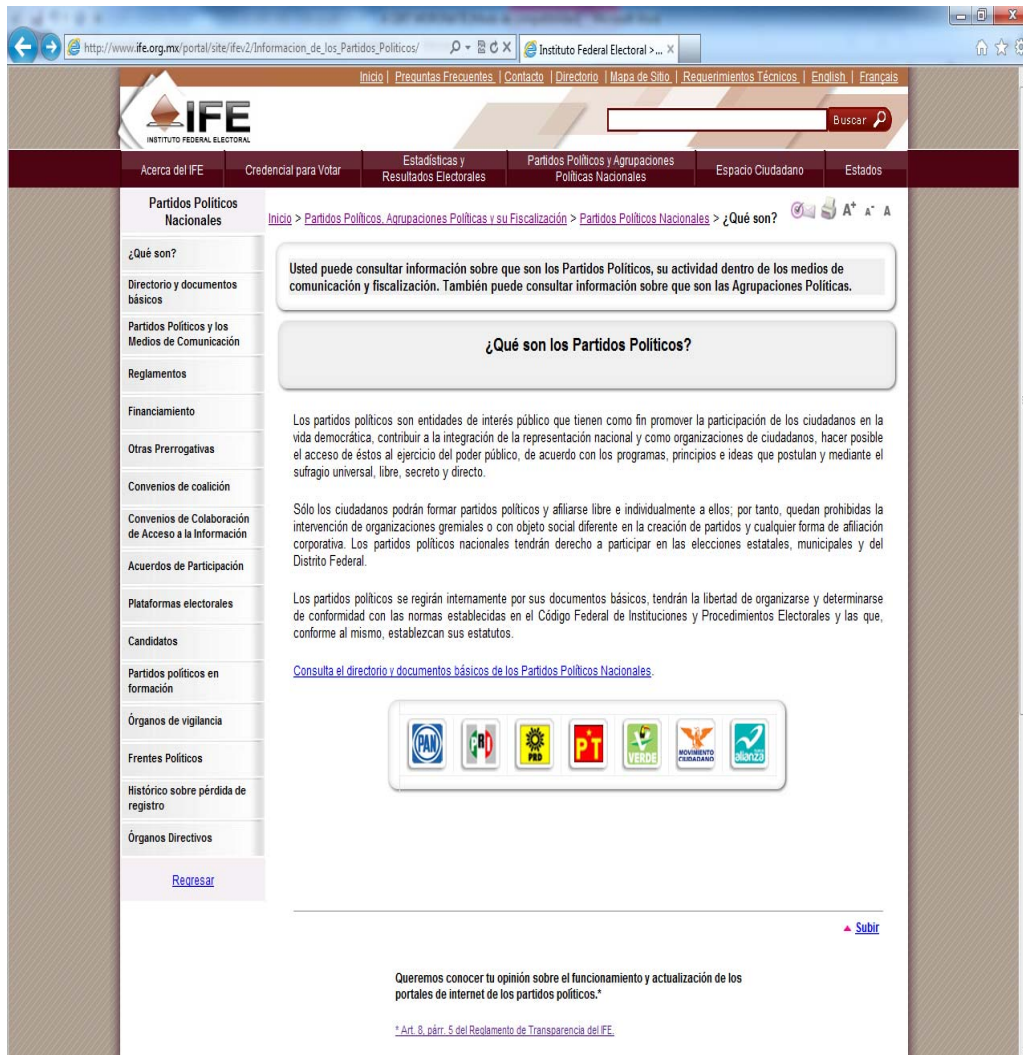 http://www.ife.org.mx/portal/site/ifev2/Informacion_de_los_Partidos_Politicos/
Instituto Federal Electoral >...
Inicio | Preguntas Frecuentes | Contacto | Directorio | Mapa de Sitio | Requerimientos Técnicos | English | Français
IFE
INSTITUTO FEDERAL ELECTORAL
Buscar
Acerca del IFE
Credencial para Votar
Estadísticas y
Resultados Electorales
Partidos Políticos y Agrupaciones
Políticas Nacionales
Espacio Ciudadano
Estados
Partidos Políticos
Nacionales
¿Qué son?
Directorio y documentos
básicos
Partidos Políticos y los
Medios de Comunicación
Reglamentos
Financiamiento
Otras Prerrogativas
Convenios de coalición
Convenios de Colaboración
de Acceso a la Información
Acuerdos de Participación
Plataformas electorales
Candidatos
Partidos políticos en
formación
Órganos de vigilancia
Frentes Políticos
Histórico sobre pérdida de
registro
Órganos Directivos
Regresar
Inicio > Partidos Políticos, Agrupaciones Políticas y su Fiscalización > Partidos Políticos Nacionales > ¿Qué son?
A+ A- A
Usted puede consultar información sobre que son los Partidos Políticos, su actividad dentro de los medios de
comunicación y fiscalización. También puede consultar información sobre que son las Agrupaciones Políticas.
¿Qué son los Partidos Políticos?
Los partidos políticos son entidades de interés público que tienen como fin promover la participación de los ciudadanos en la
vida democrática, contribuir a la integración de la representación nacional y como organizaciones de ciudadanos, hacer posible
el acceso de éstos al ejercicio del poder público, de acuerdo con los programas, principios e ideas que postulan y mediante el
sufragio universal, libre, secreto y directo.
Sólo los ciudadanos podrán formar partidos políticos y afiliarse libre e individualmente a ellos; por tanto, quedan prohibidas la
intervención de organizaciones gremiales o con objeto social diferente en la creación de partidos y cualquier forma de afiliación
corporativa. Los partidos políticos nacionales tendrán derecho a participar en las elecciones estatales, municipales y del
Distrito Federal.
Los partidos políticos se regirán internamente por sus documentos básicos, tendrán la libertad de organizarse y determinarse
de conformidad con las normas establecidas en el Código Federal de Instituciones y Procedimientos Electorales y las que,
conforme al mismo, establezcan sus estatutos.
Consulta el directorio y documentos básicos de los Partidos Políticos Nacionales.
PAN
PRD
PT
VERDE
MOVIMIENTO
CIUDADANO
alianza
Subir
Queremos conocer tu opinión sobre el funcionamiento y actualización de los
portales de internet de los partidos políticos.*
* Art. 8, párr. 5 del Reglamento de Transparencia del IFE.